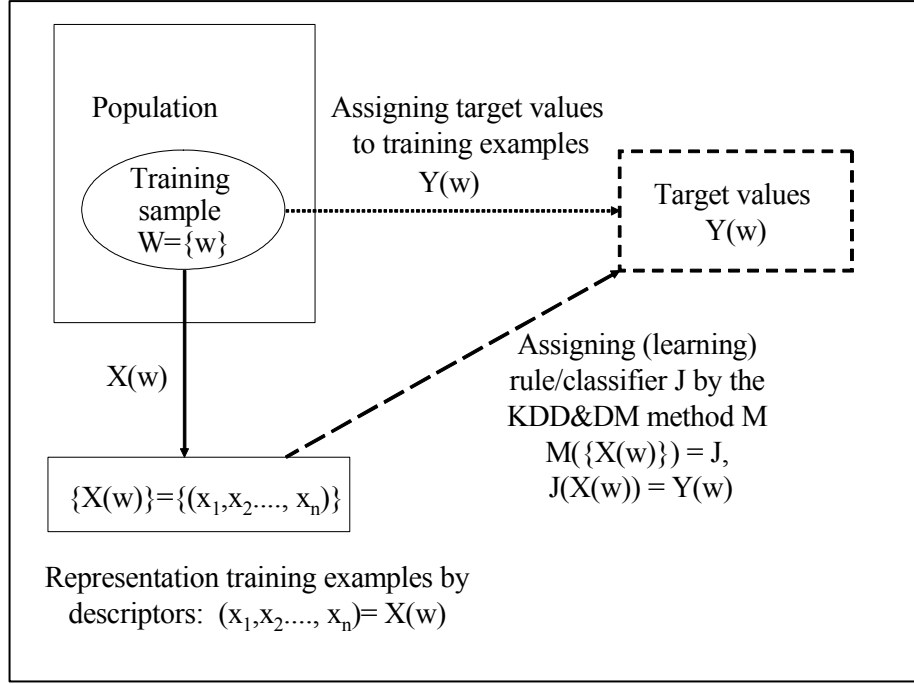 Population
Training
sample
W={w}
Assigning target values
to training examples
Y(w)
Target values
Y(w)
X(w)
Assigning (learning)
rule/classifier J by the
KDD&DM method M
M({X(w)}) = J,
J(X(w)) = Y(w)
{X(w)}={(x₁,x₂...., xₙ)}
Representation training examples by
descriptors: (x₁,x₂...., xₙ)= X(w)